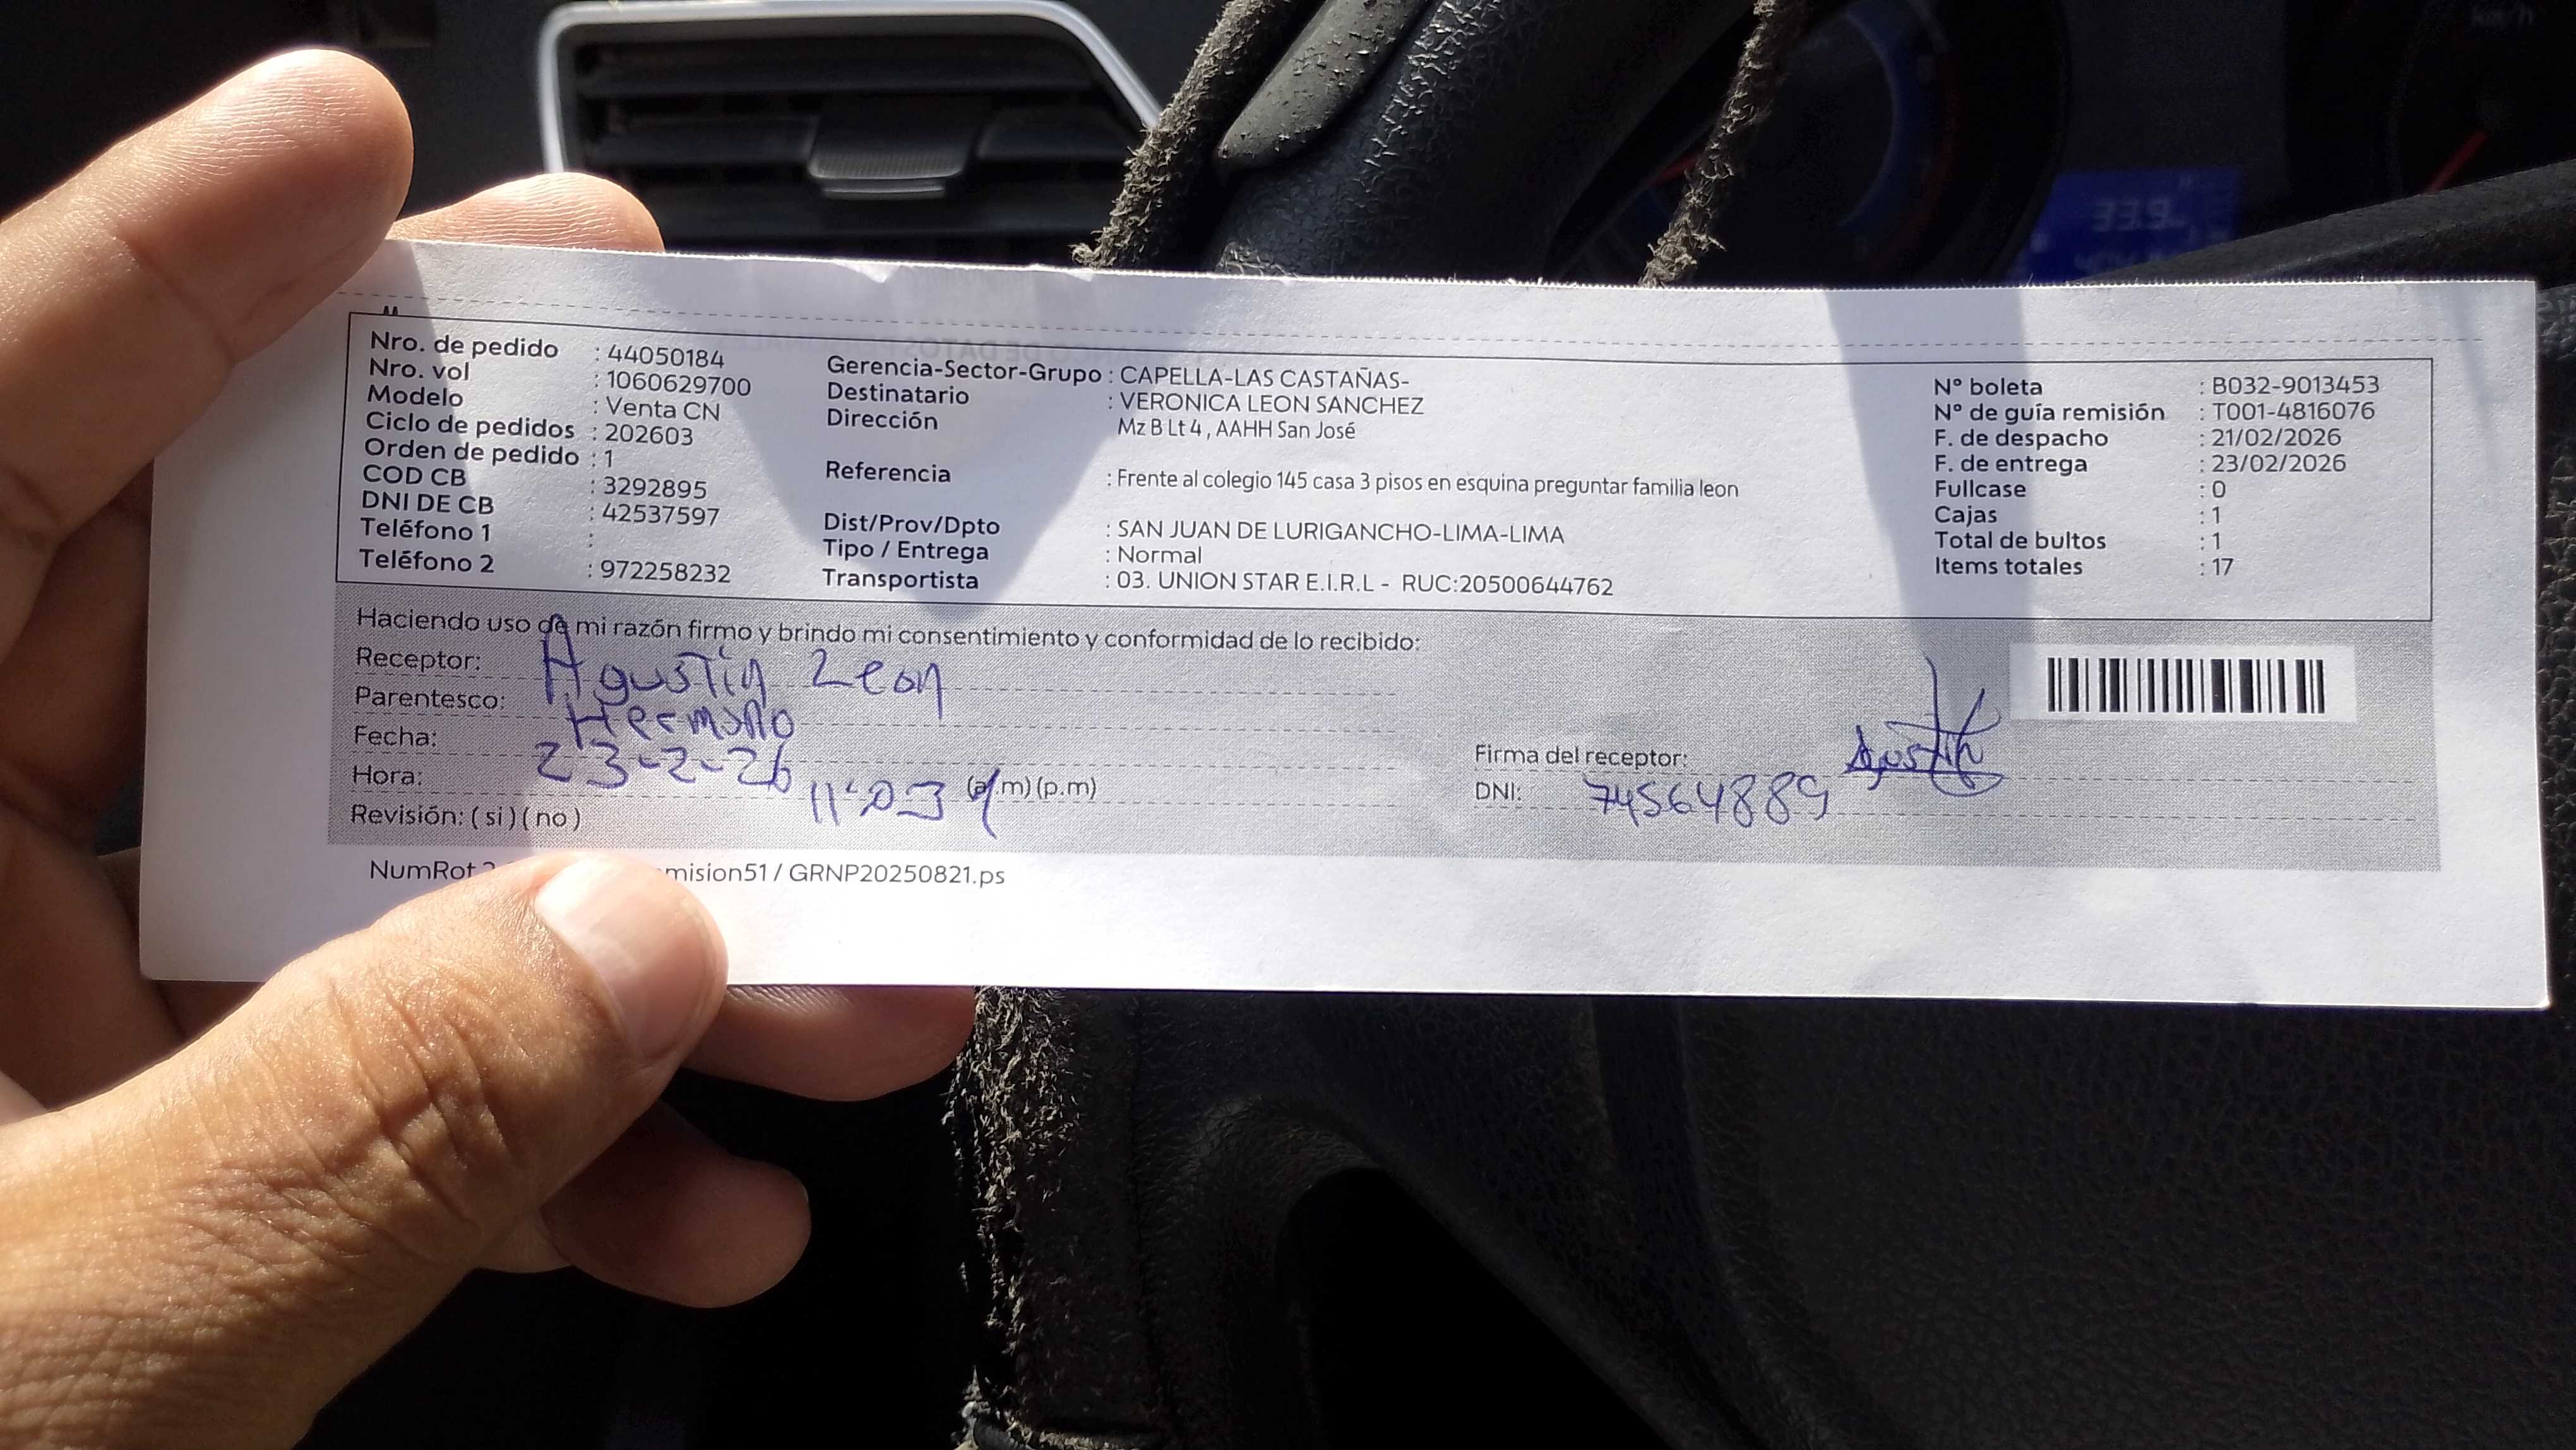 Nro. de pedido : 44050184
Nro. vol : 1060629700
Modelo : Venta CN
Ciclo de pedidos : 202603
Orden de pedido : 1
COD CB : 3292895
DNI DE CB : 42537597
Teléfono 1 :
Teléfono 2 : 972258232
Gerencia-Sector-Grupo : CAPELLA-LAS CASTAÑAS-
Destinatario : VERONICA LEON SANCHEZ
Dirección Mz B Lt 4 , AAHH San José
Referencia : Frente al colegio 145 casa 3 pisos en esquina preguntar familia leon
Dist/Prov/Dpto : SAN JUAN DE LURIGANCHO-LIMA-LIMA
Tipo / Entrega : Normal
Transportista : 03. UNION STAR E.I.R.L - RUC:20500644762
N° boleta : B032-9013453
N° de guía remisión : T001-4816076
F. de despacho : 21/02/2026
F. de entrega : 23/02/2026
Fullcase : 0
Cajas : 1
Total de bultos : 1
Items totales : 17
Haciendo uso de mi razón firmo y brindo mi consentimiento y conformidad de lo recibido:
Receptor: Agustin Leon
Parentesco: Hermano
Fecha: 23-2-26
Hora: 11:03 (a.m) (p.m)
Revisión: ( si ) ( no )
Firma del receptor:
DNI: 74564889
NumRot mision51 / GRNP20250821.ps
km/h